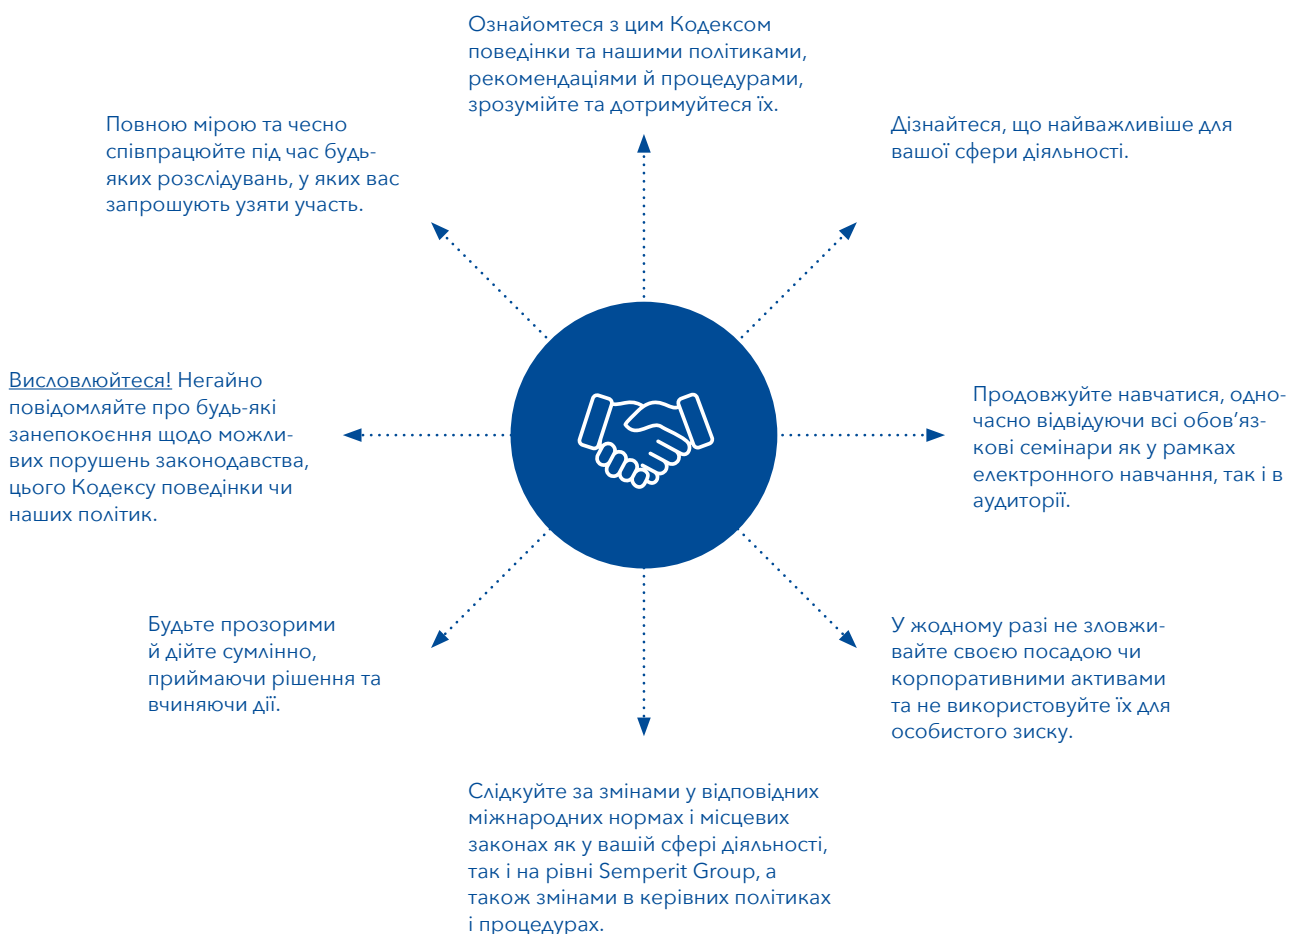 Ознайомтеся з цим Кодексом
поведінки та нашими політиками,
рекомендаціями й процедурами,
зрозумійте та дотримуйтеся їх.
Дізнайтеся, що найважливіше для
вашої сфери діяльності.
Продовжуйте навчатися, одно-
часно відвідуючи всі обов’яз-
кові семінари як у рамках
електронного навчання, так і в
аудиторії.
У жодному разі не зловжи-
вайте своєю посадою чи
корпоративними активами
та не використовуйте їх для
особистого зиску.
Слідкуйте за змінами у відповідних
міжнародних нормах і місцевих
законах як у вашій сфері діяльності,
так і на рівні Semperit Group, а
також змінами в керівних політиках
і процедурах.
Будьте прозорими
й дійте сумлінно,
приймаючи рішення та
вчиняючи дії.
Висловлюйтеся! Негайно
повідомляйте про будь-які
занепокоєння щодо можли-
вих порушень законодавства,
цього Кодексу поведінки чи
наших політик.
Повною мірою та чесно
співпрацюйте під час будь-
яких розслідувань, у яких вас
запрошують узяти участь.